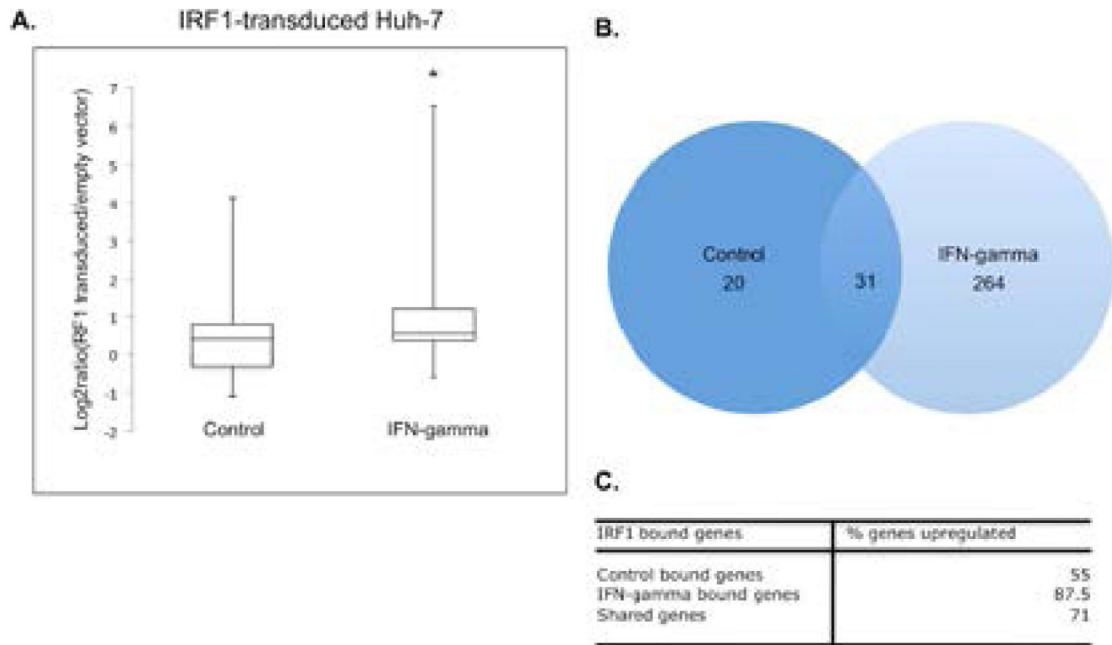 A.
IRF1-transduced Huh-7
Log2ratio(IRF1 transduced/empty vector)
7
*
6
5
4
3
2
1
0
-1
-2
Control
IFN-gamma
B.
Control
20
31
IFN-gamma
264
C.
IRF1 bound genes % genes upregulated
Control bound genes 55
IFN-gamma bound genes 87.5
Shared genes 71